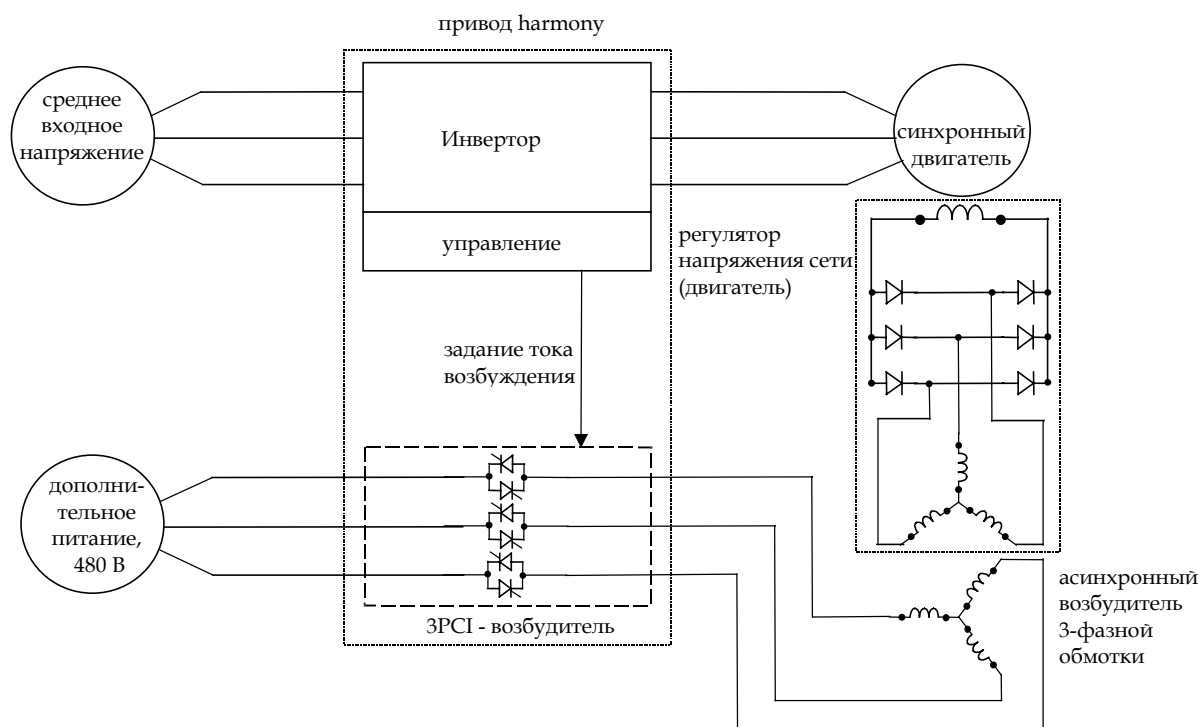 привод harmony
среднее
входное
напряжение
Инвертор
синхронный
двигатель
управление
регулятор
напряжения сети
(двигатель)
задание тока
возбуждения
дополни-
тельное
питание,
480 В
3PCI - возбудитель
асинхронный
возбудитель
3-фазной
обмотки